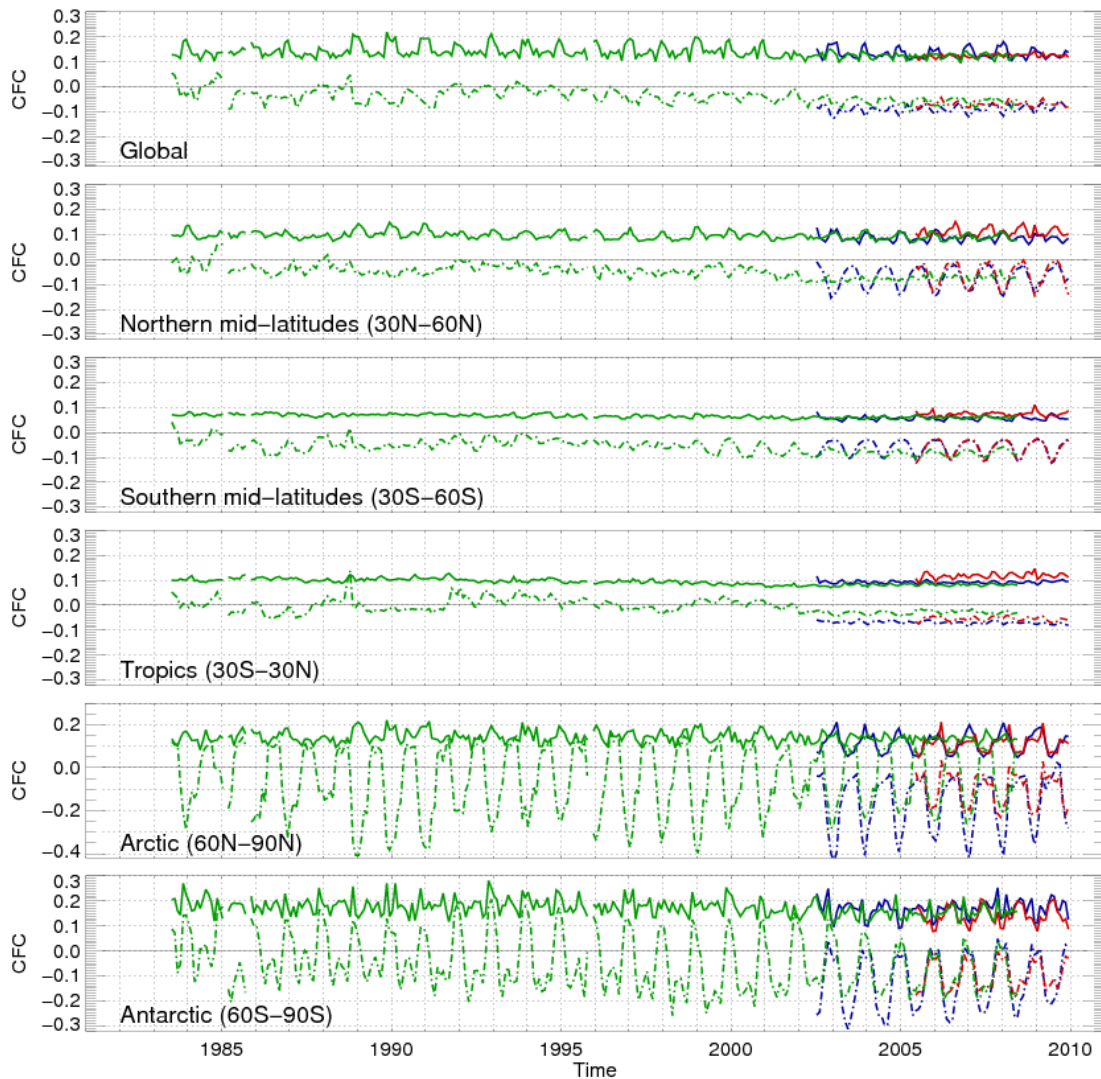 0.3
0.2
0.1
0.0
−0.1
−0.2
−0.3
CFC
Global
0.3
0.2
0.1
0.0
−0.1
−0.2
−0.3
CFC
Northern mid−latitudes (30N−60N)
0.3
0.2
0.1
0.0
−0.1
−0.2
−0.3
CFC
Southern mid−latitudes (30S−60S)
0.3
0.2
0.1
0.0
−0.1
−0.2
−0.3
CFC
Tropics (30S−30N)
0.2
0.0
−0.2
−0.4
CFC
Arctic (60N−90N)
0.3
0.2
0.1
0.0
−0.1
−0.2
−0.3
CFC
Antarctic (60S−90S)
1985 1990 1995 2000 2005 2010
Time